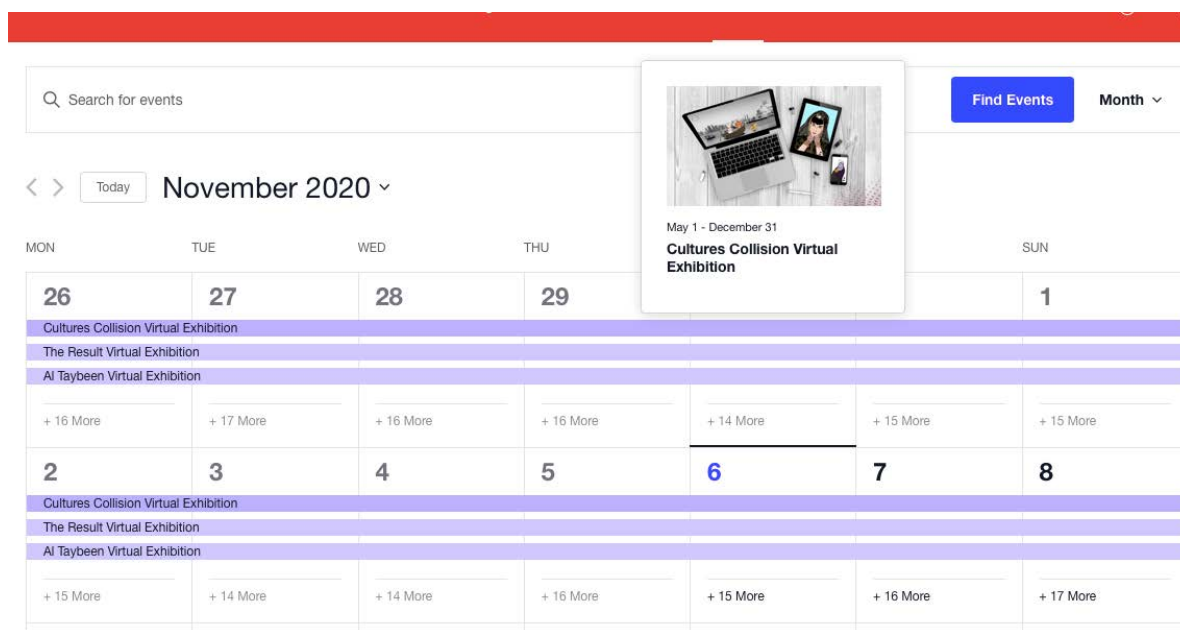 Search for events
Find Events
Month
Today
November 2020
May 1 - December 31
Cultures Collision Virtual
Exhibition
MON TUE WED THU SUN
26 27 28 29 1
Cultures Collision Virtual Exhibition
The Result Virtual Exhibition
Al Taybeen Virtual Exhibition
+ 16 More + 17 More + 16 More + 16 More + 14 More + 15 More + 15 More
2 3 4 5 6 7 8
Cultures Collision Virtual Exhibition
The Result Virtual Exhibition
Al Taybeen Virtual Exhibition
+ 15 More + 14 More + 14 More + 16 More + 15 More + 16 More + 17 More